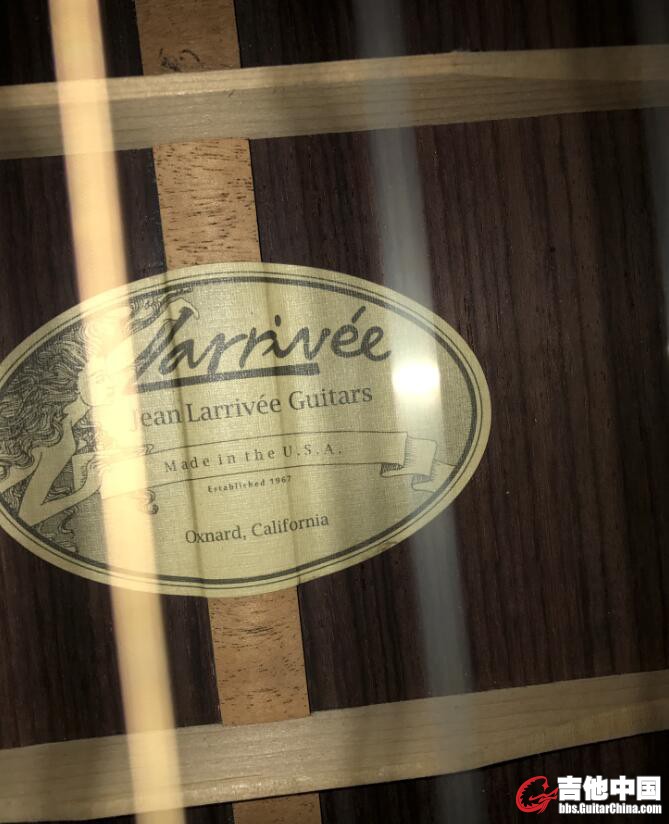 Larrivée
Jean Larrivée Guitars
Made in the U.S.A.
Established 1967
Oxnard, California
吉他中国
bbs.GuitarChina.com